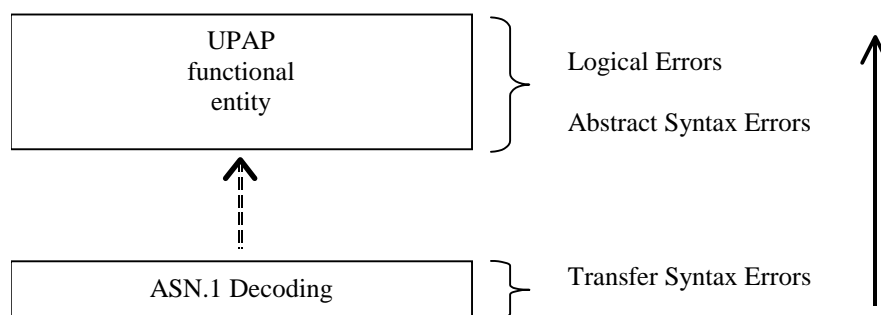 UPAP
functional
entity
Logical Errors
Abstract Syntax Errors
ASN.1 Decoding
Transfer Syntax Errors